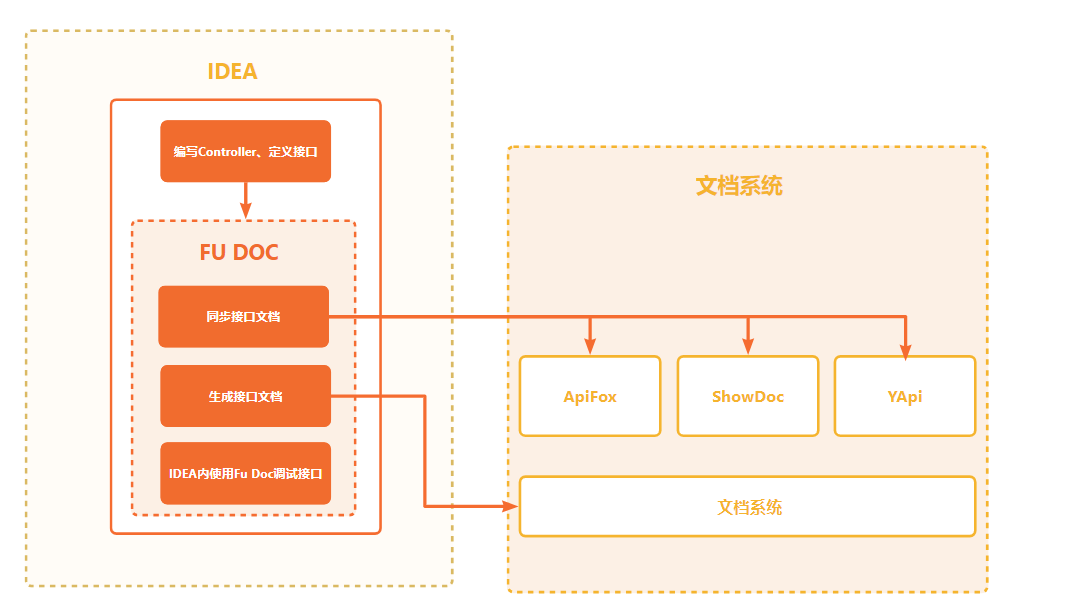 IDEA
编写Controller、定义接口
FU DOC
同步接口文档
生成接口文档
IDEA内使用Fu Doc调试接口
文档系统
ApiFox
ShowDoc
YApi
文档系统